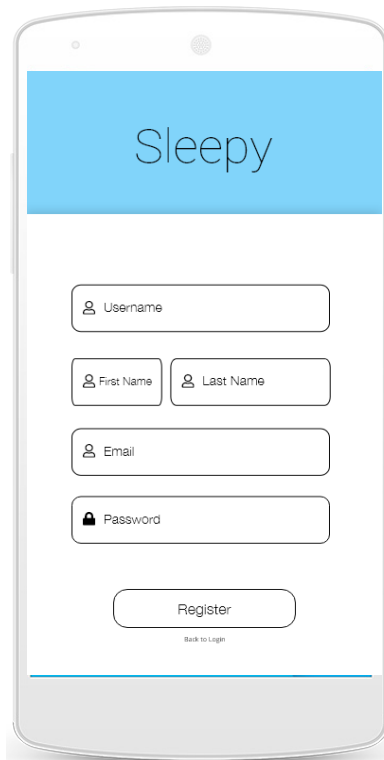 Sleepy
Username
First Name Last Name
Email
Password
Register
Back to Login